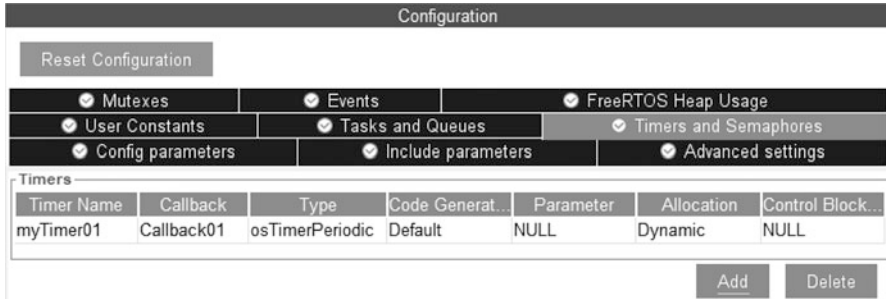 Configuration
Reset Configuration
Mutexes Events FreeRTOS Heap Usage
User Constants Tasks and Queues Timers and Semaphores
Config parameters Include parameters Advanced settings
Timers
Timer Name Callback Type Code Generat... Parameter Allocation Control Block...
myTimer01 Callback01 osTimerPeriodic Default NULL Dynamic NULL
Add Delete